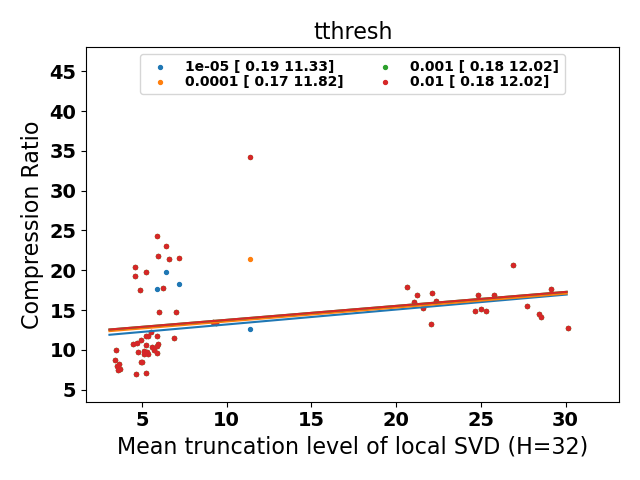 tthresh
1e-05 [ 0.19 11.33]
0.0001 [ 0.17 11.82]
0.001 [ 0.18 12.02]
0.01 [ 0.18 12.02]
Compression Ratio
45
40
35
30
25
20
15
10
5
5 10 15 20 25 30
Mean truncation level of local SVD (H=32)